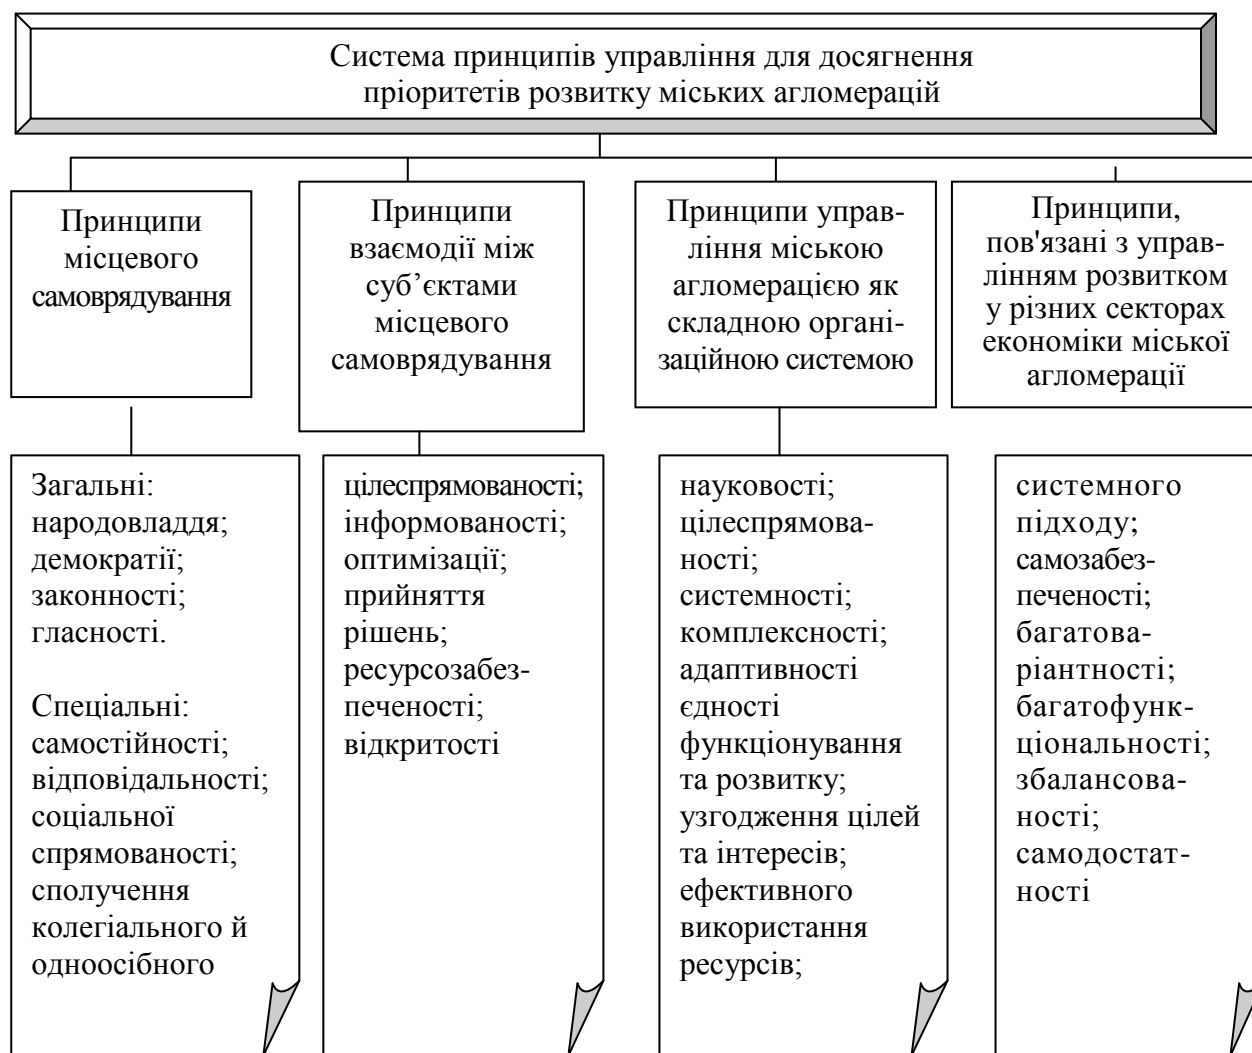 Система принципів управління для досягнення
пріоритетів розвитку міських агломерацій
Принципи
місцевого
самоврядування
Принципи
взаємодії між
суб’єктами
місцевого
самоврядування
Принципи управ-
ління міською
агломерацією як
складною органі-
заційною системою
Принципи,
пов'язані з управ-
лінням розвитком
у різних секторах
економіки міської
агломерації
Загальні:
народовладдя;
демократії;
законності;
гласності.
Спеціальні:
самостійності;
відповідальності;
соціальної
спрямованості;
сполучення
колегіального й
одноосібного
цілеспрямованості;
інформованості;
оптимізації;
прийняття
рішень;
ресурсозабез-
печеності;
відкритості
науковості;
цілеспрямова-
ності;
системності;
комплексності;
адаптивності
єдності
функціонування
та розвитку;
узгодження цілей
та інтересів;
ефективного
використання
ресурсів;
системного
підходу;
самозабез-
печеності;
багатова-
ріантності;
багатофунк-
ціональності;
збалансова-
ності;
самодостат-
ності